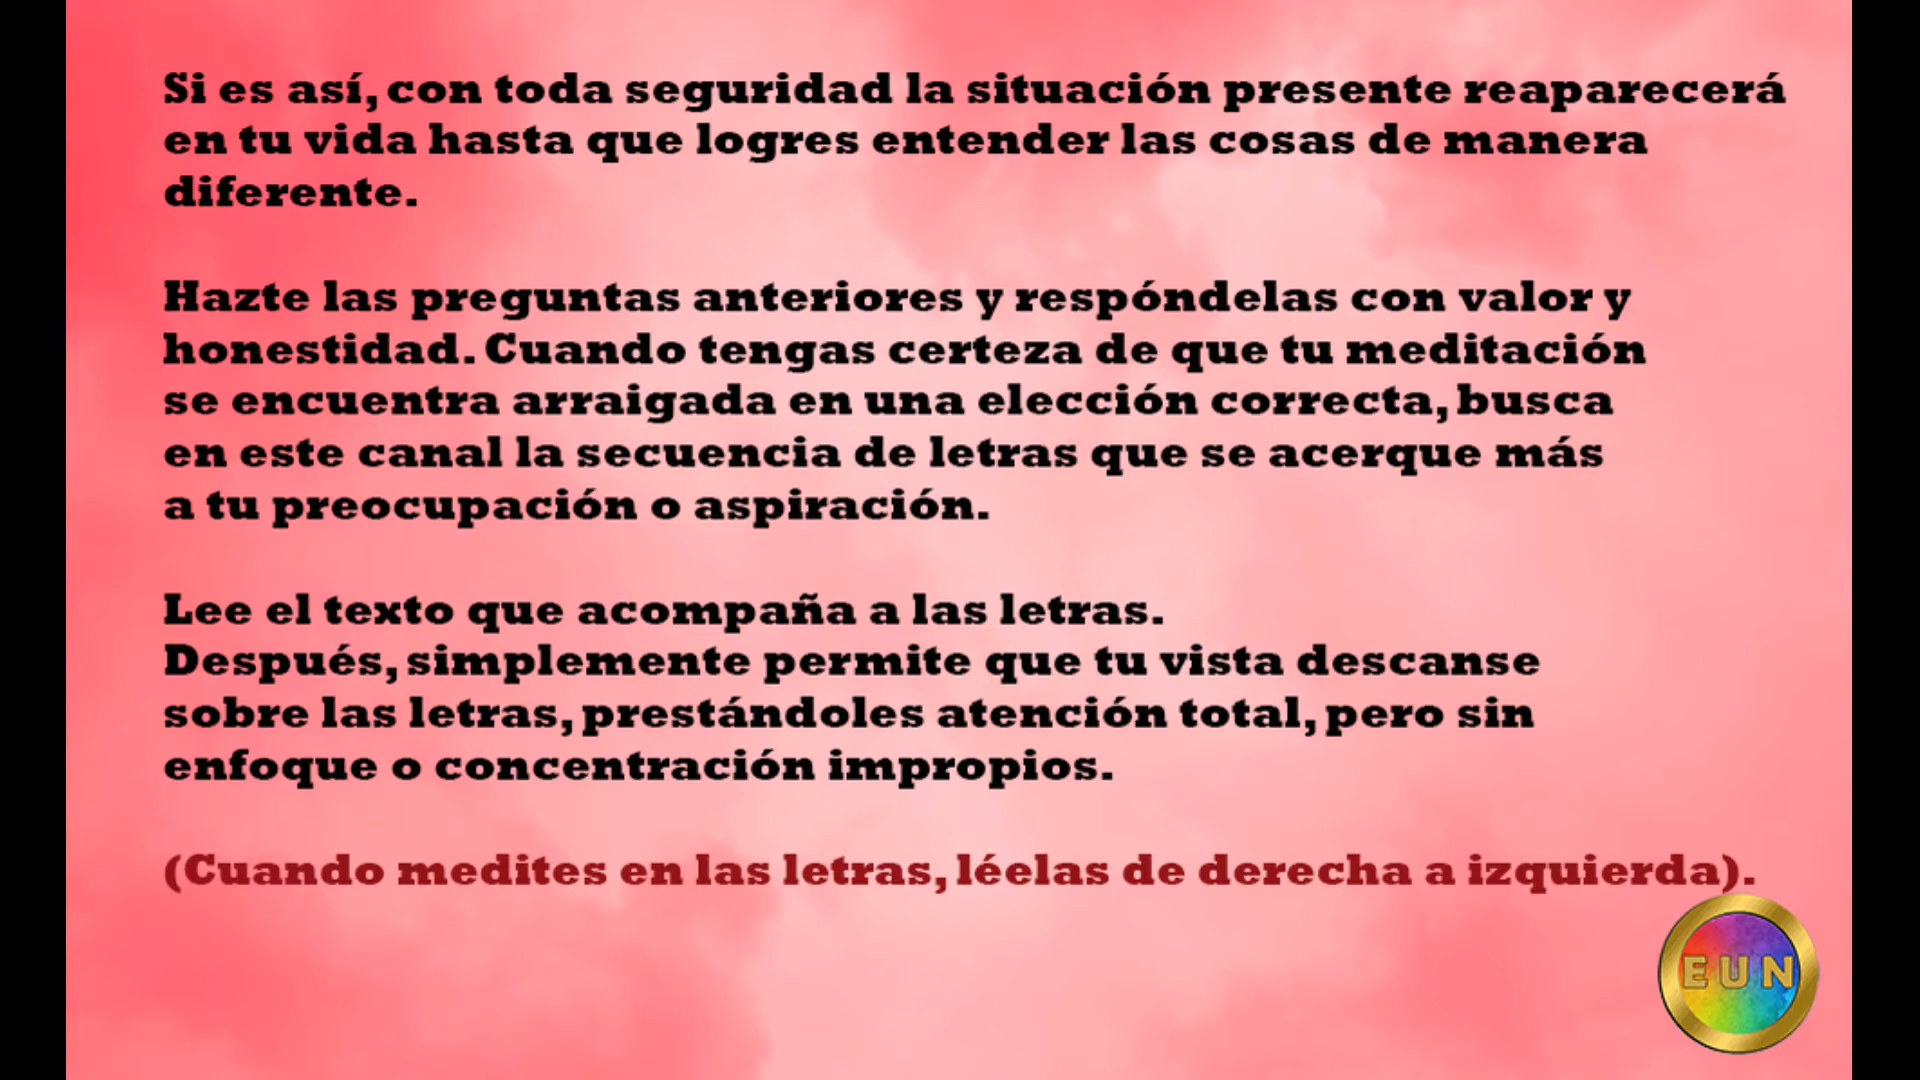 Si es así, con toda seguridad la situación presente reaparecerá
en tu vida hasta que logres entender las cosas de manera
diferente.
Hazte las preguntas anteriores y respóndelas con valor y
honestidad. Cuando tengas certeza de que tu meditación
se encuentra arraigada en una elección correcta, busca
en este canal la secuencia de letras que se acerque más
a tu preocupación o aspiración.
Lee el texto que acompaña a las letras.
Después, simplemente permite que tu vista descanse
sobre las letras, prestándoles atención total, pero sin
enfoque o concentración impropios.
(Cuando medites en las letras, léelas de derecha a izquierda).
EUN